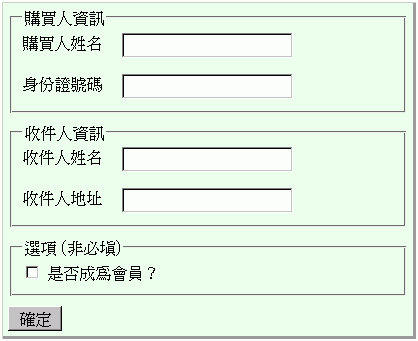 購買人資訊
購買人姓名
身份證號碼
收件人資訊
收件人姓名
收件人地址
選項(非必塡)
是否成爲會員？
確定